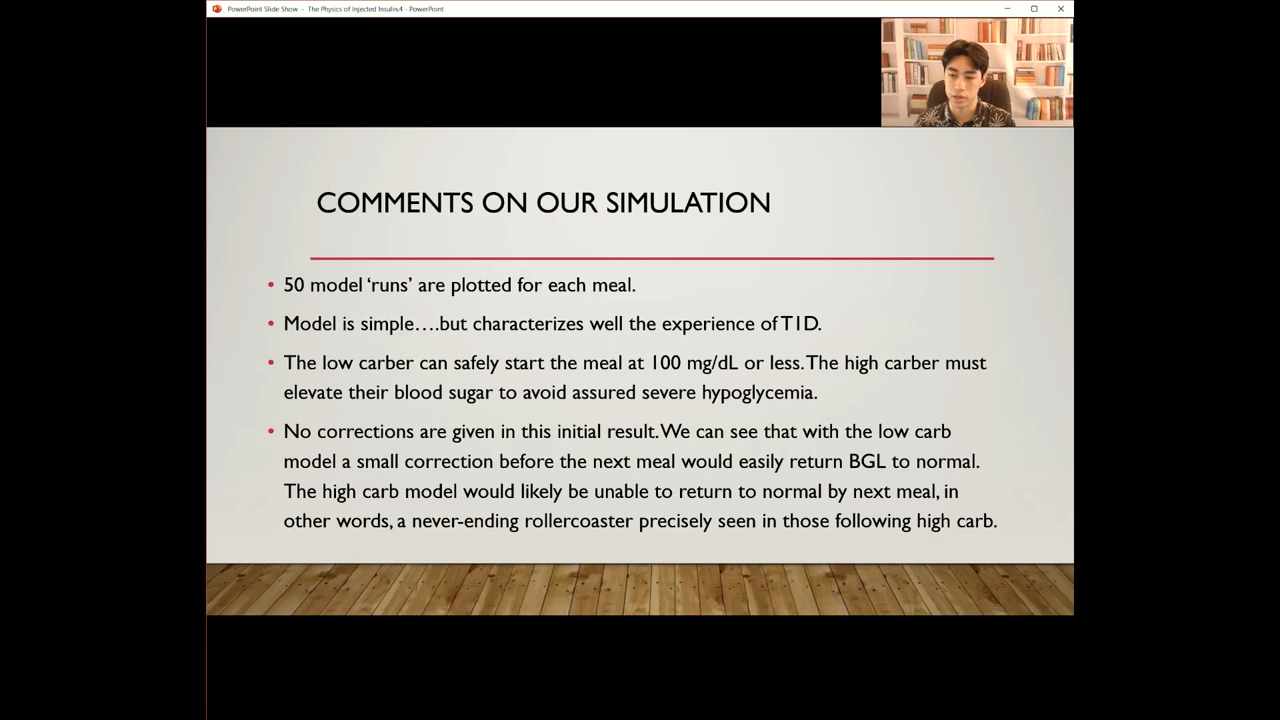 PowerPoint Slide Show - The Physics of Injected Insulin,4 - PowerPoint
COMMENTS ON OUR SIMULATION
• 50 model ‘runs’ are plotted for each meal.
• Model is simple….but characterizes well the experience of T1D.
• The low carber can safely start the meal at 100 mg/dL or less. The high carber must
elevate their blood sugar to avoid assured severe hypoglycemia.
• No corrections are given in this initial result. We can see that with the low carb
model a small correction before the next meal would easily return BGL to normal.
The high carb model would likely be unable to return to normal by next meal, in
other words, a never-ending rollercoaster precisely seen in those following high carb.